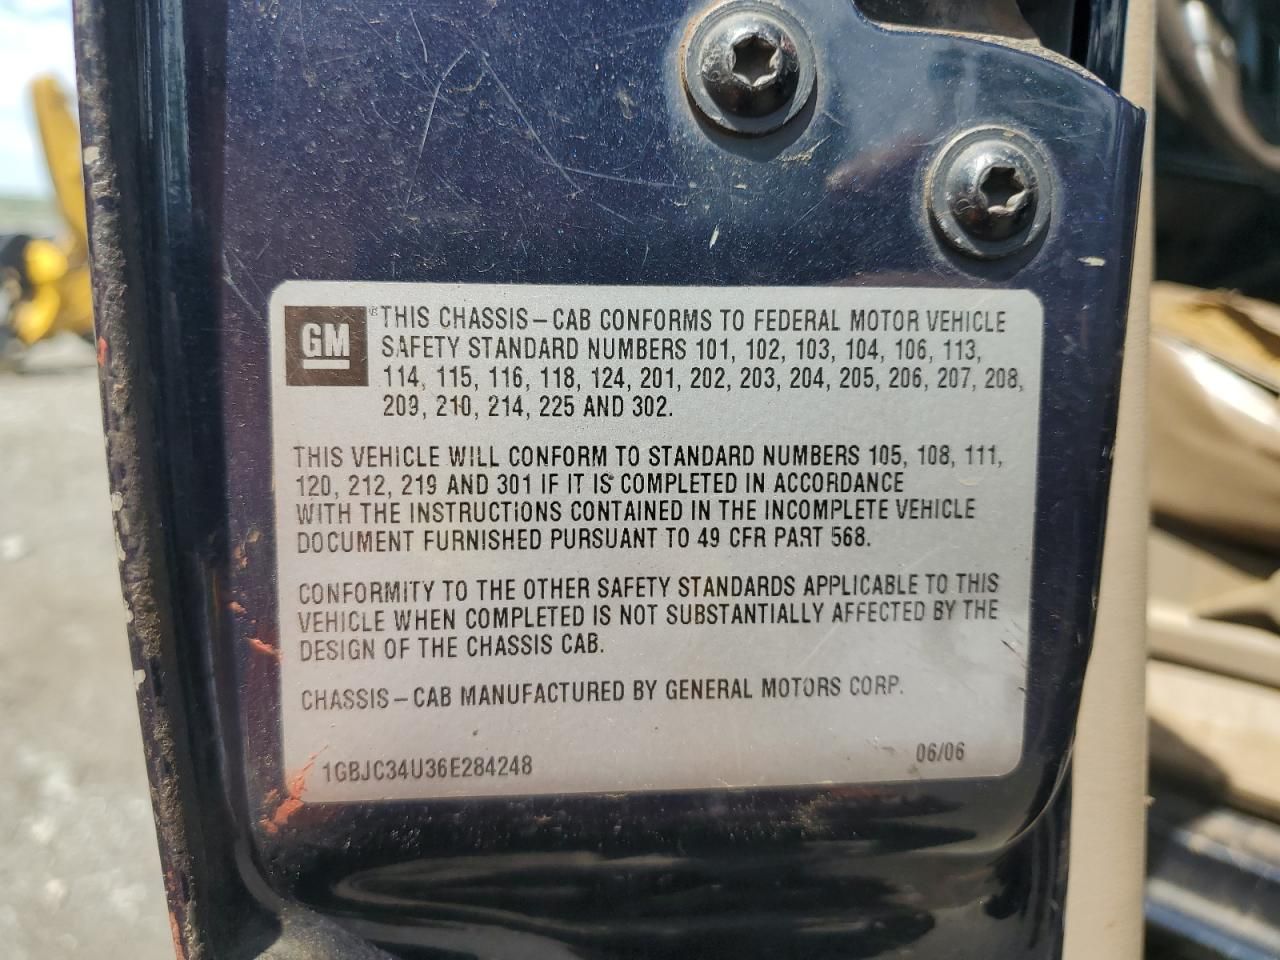 GM
® THIS CHASSIS-CAB CONFORMS TO FEDERAL MOTOR VEHICLE
SAFETY STANDARD NUMBERS 101, 102, 103, 104, 106, 113,
114, 115, 116, 118, 124, 201, 202, 203, 204, 205, 206, 207, 208,
209, 210, 214, 225 AND 302.
THIS VEHICLE WILL CONFORM TO STANDARD NUMBERS 105, 108, 111,
120, 212, 219 AND 301 IF IT IS COMPLETED IN ACCORDANCE
WITH THE INSTRUCTIONS CONTAINED IN THE INCOMPLETE VEHICLE
DOCUMENT FURNISHED PURSUANT TO 49 CFR PART 568.
CONFORMITY TO THE OTHER SAFETY STANDARDS APPLICABLE TO THIS
VEHICLE WHEN COMPLETED IS NOT SUBSTANTIALLY AFFECTED BY THE
DESIGN OF THE CHASSIS CAB.
CHASSIS-CAB MANUFACTURED BY GENERAL MOTORS CORP.
1GBJC34U36E284248 06/06